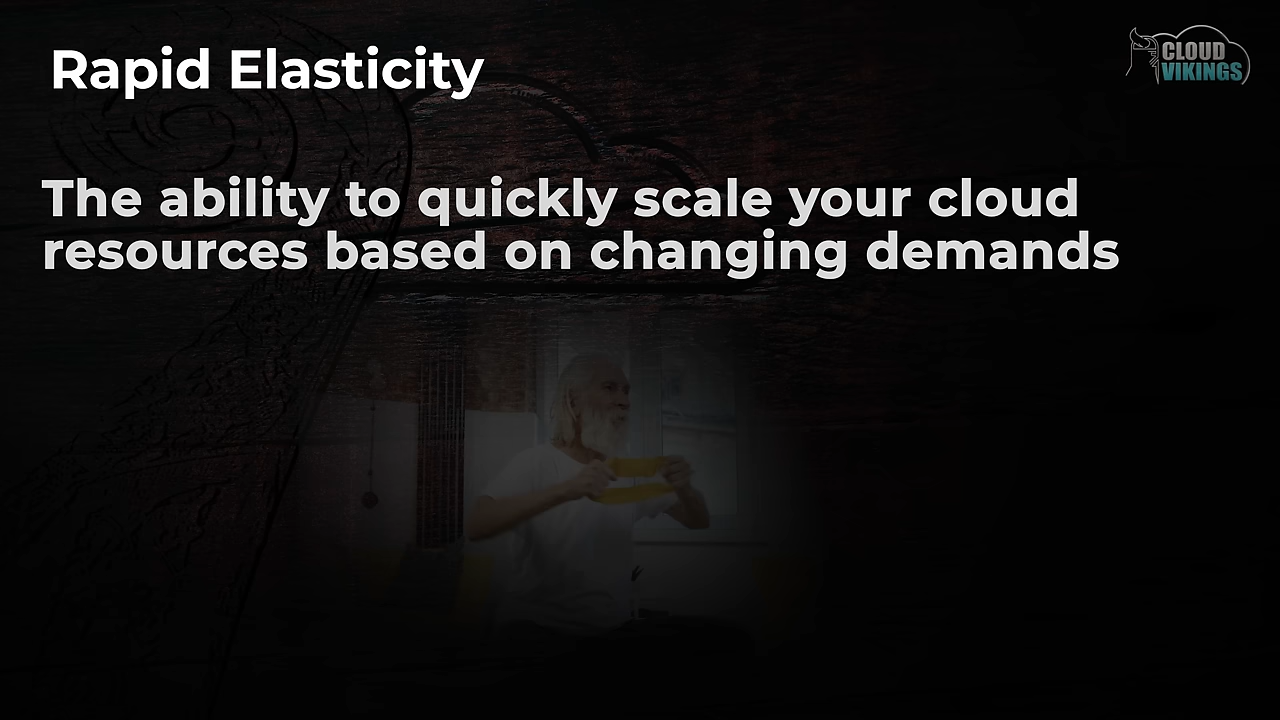 Rapid Elasticity
CLOUD
VIKINGS
The ability to quickly scale your cloud
resources based on changing demands